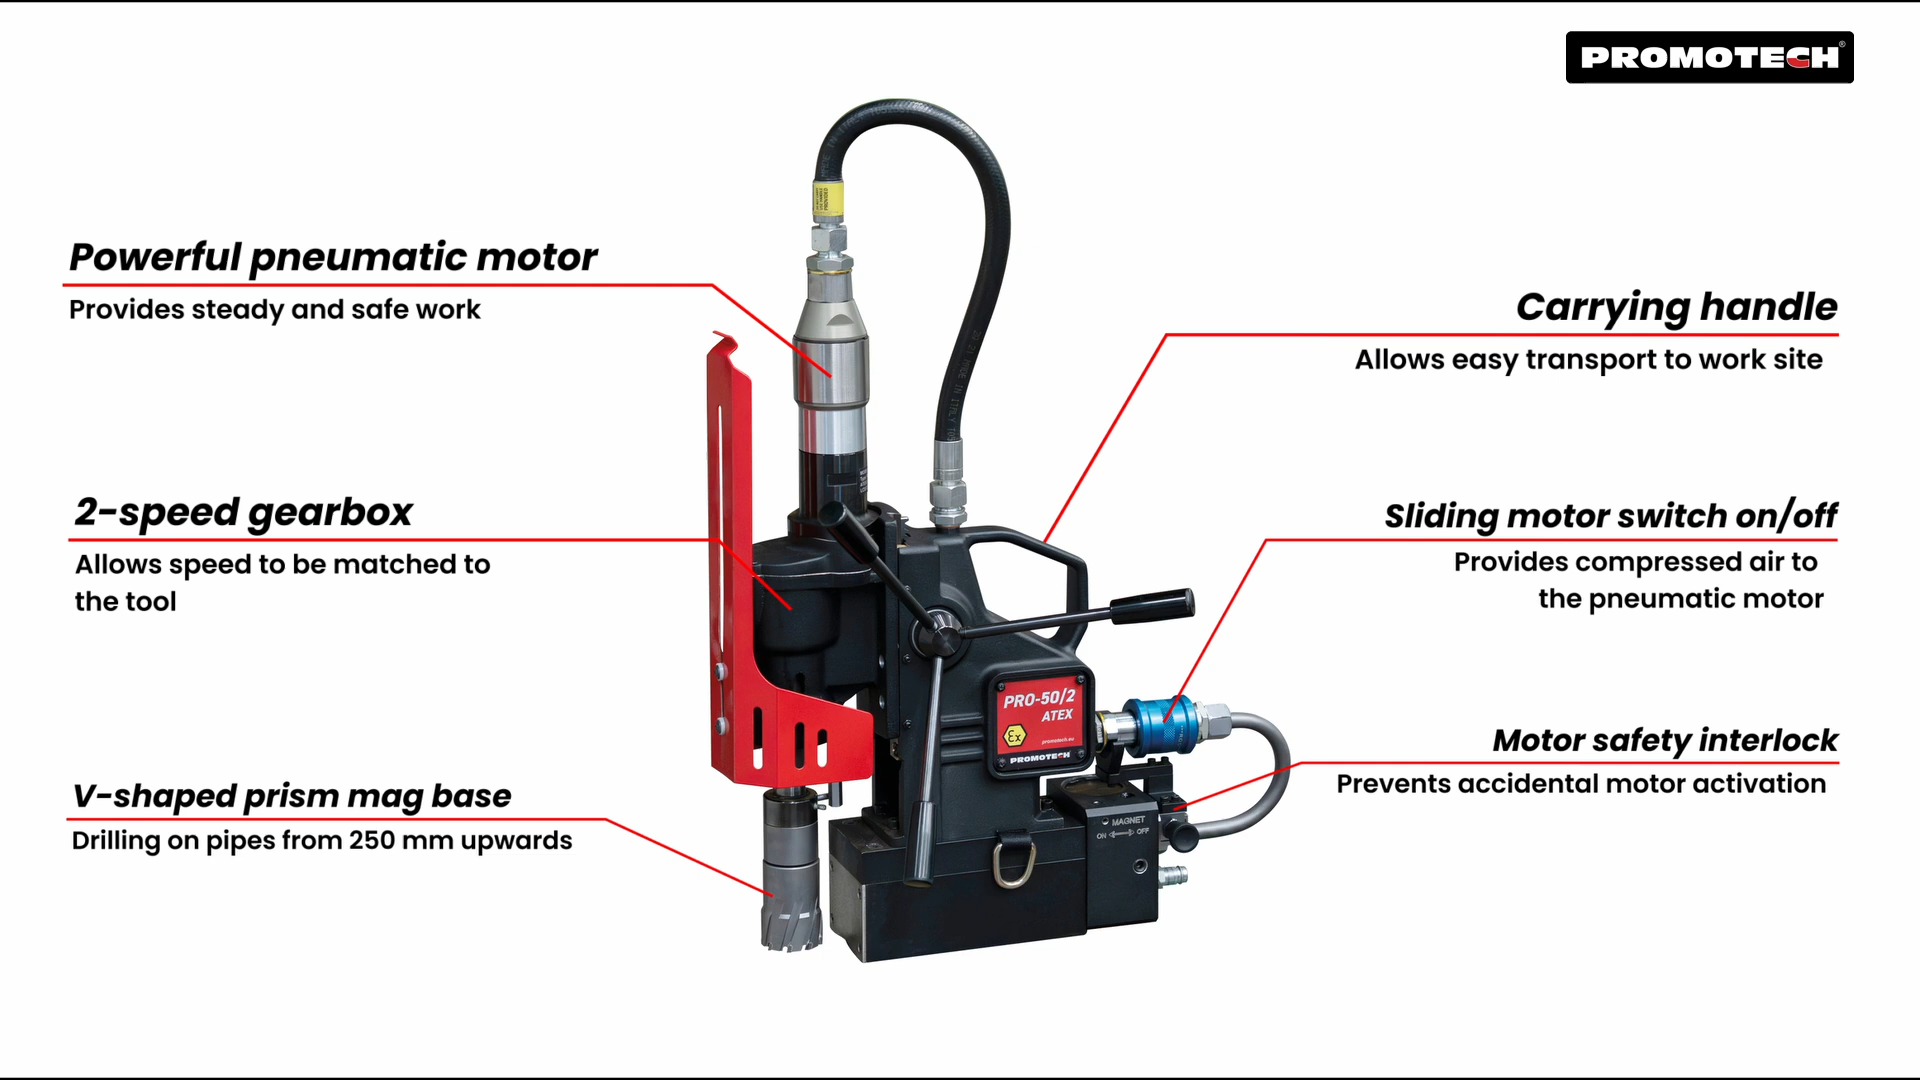 PROMOTECH®
Powerful pneumatic motor
Provides steady and safe work
Carrying handle
Allows easy transport to work site
2-speed gearbox
Allows speed to be matched to
the tool
Sliding motor switch on/off
Provides compressed air to
the pneumatic motor
PRO-50/2
ATEX
Ex
promotech.eu
PROMOTECH
Motor safety interlock
Prevents accidental motor activation
V-shaped prism mag base
Drilling on pipes from 250 mm upwards
MAGNET
ON OFF